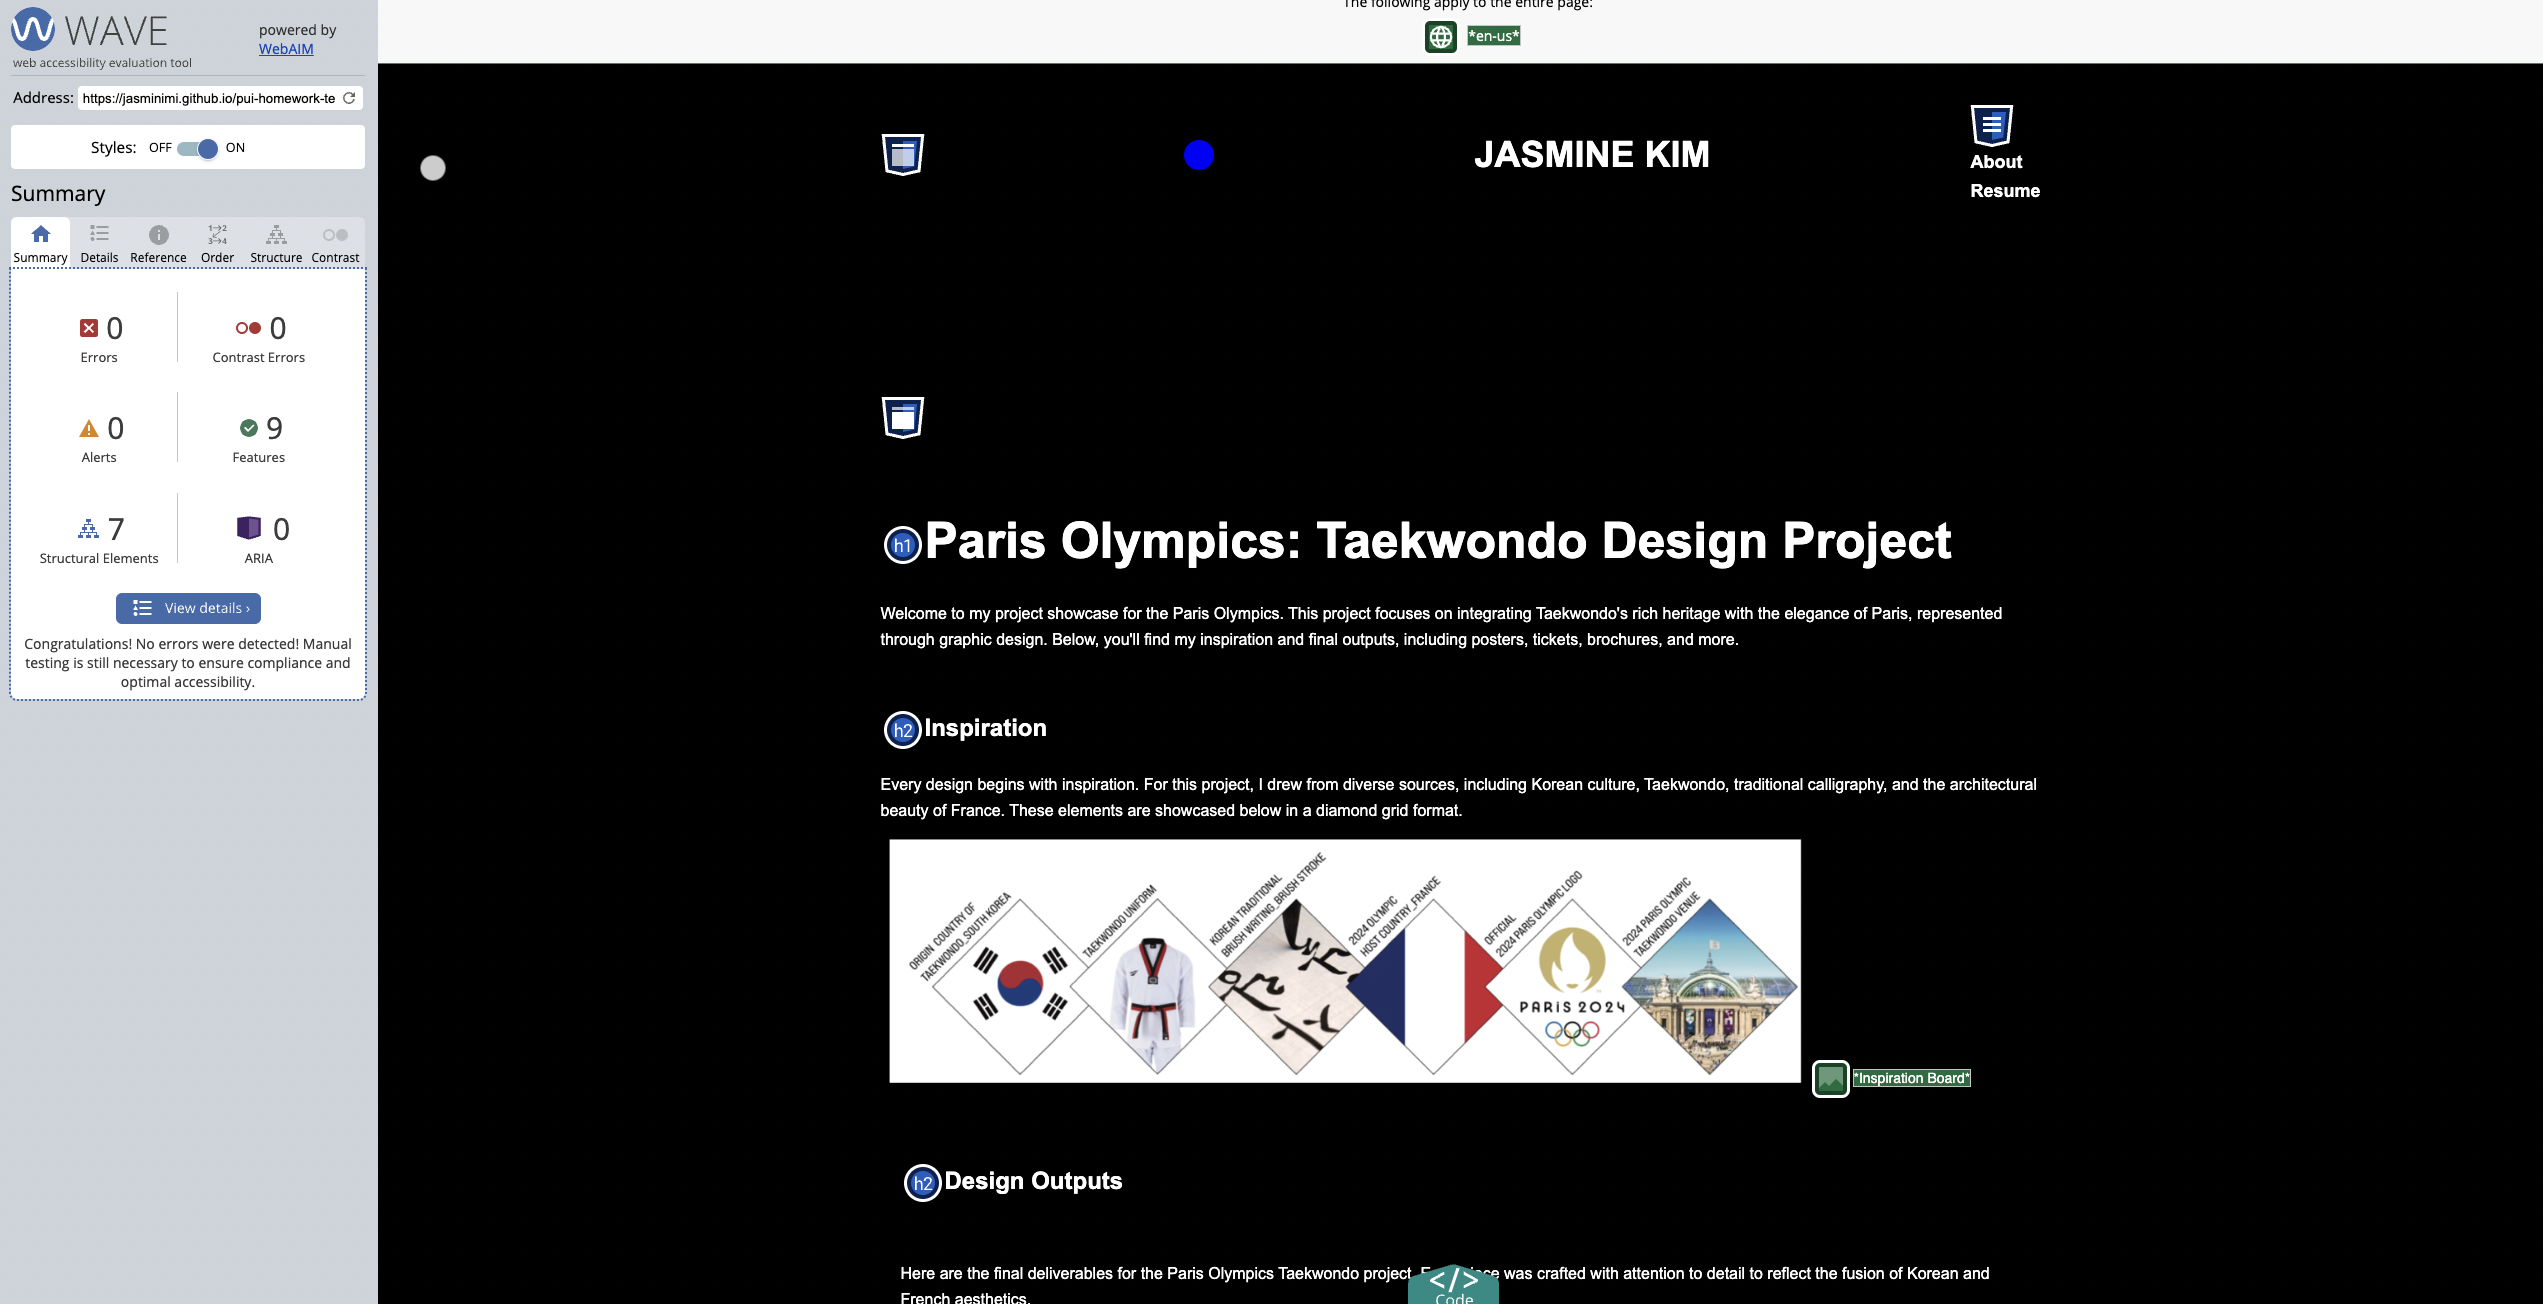 WAVE
powered by
WebAIM
web accessibility evaluation tool
Address: https://jasminimi.github.io/pui-homework-te
Styles: OFF ON
Summary
Summary Details Reference Order Structure Contrast
0 Errors
0 Contrast Errors
0 Alerts
9 Features
7 Structural Elements
0 ARIA
View details ›
Congratulations! No errors were detected! Manual
testing is still necessary to ensure compliance and
optimal accessibility.
The following apply to the entire page:
*en-us*
JASMINE KIM
About
Resume
h1 Paris Olympics: Taekwondo Design Project
Welcome to my project showcase for the Paris Olympics. This project focuses on integrating Taekwondo's rich heritage with the elegance of Paris, represented
through graphic design. Below, you'll find my inspiration and final outputs, including posters, tickets, brochures, and more.
h2 Inspiration
Every design begins with inspiration. For this project, I drew from diverse sources, including Korean culture, Taekwondo, traditional calligraphy, and the architectural
beauty of France. These elements are showcased below in a diamond grid format.
ORIGIN COUNTRY OF
TAEKWONDO_SOUTH KOREA
TAEKWONDO UNIFORM
KOREAN TRADITIONAL
BRUSH WRITING_BRUSH STROKE
2024 OLYMPIC
HOST COUNTRY_FRANCE
OFFICIAL
2024 PARIS OLYMPIC LOGO
2024 PARIS OLYMPIC
TAEKWONDO VENUE
PARIS 2024
*Inspiration Board*
h2 Design Outputs
Here are the final deliverables for the Paris Olympics Taekwondo project. was crafted with attention to detail to reflect the fusion of Korean and
French aesthetics.
</> Code